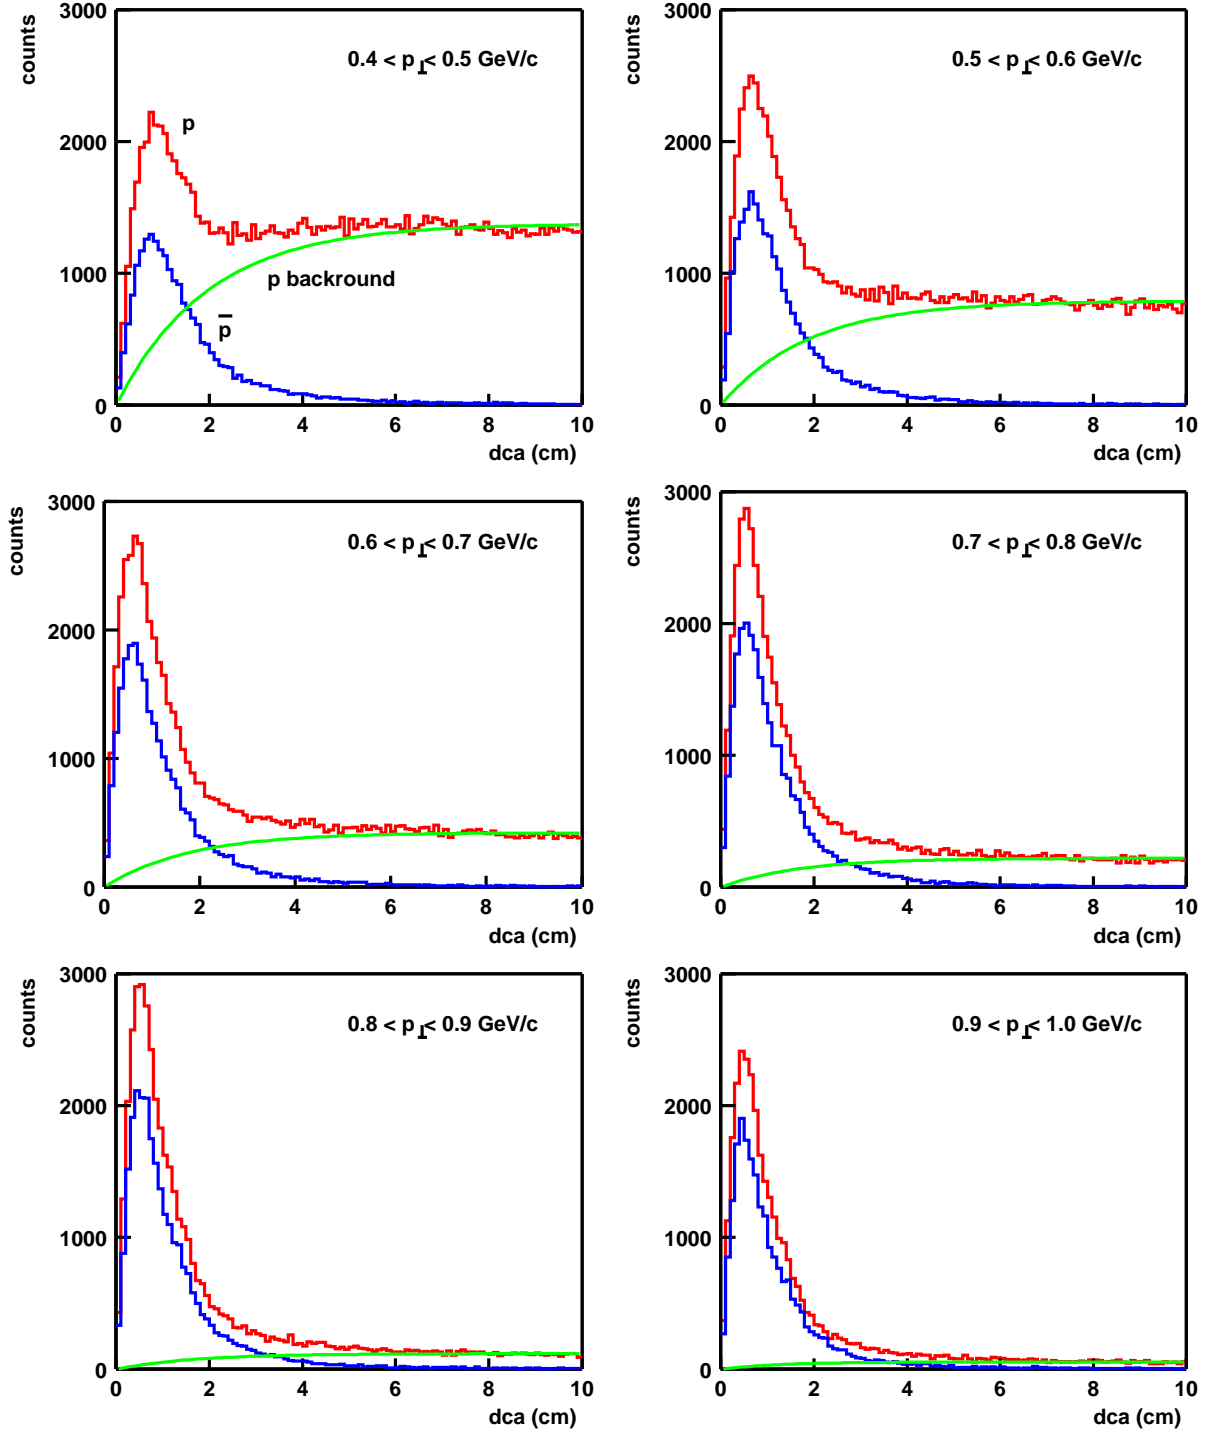 counts
3000
2000
1000
0
0.4 < p⊥ < 0.5 GeV/c
p
p backround
p̅
0 2 4 6 8 10
dca (cm)
counts
3000
2000
1000
0
0.5 < p⊥ < 0.6 GeV/c
0 2 4 6 8 10
dca (cm)
counts
3000
2000
1000
0
0.6 < p⊥ < 0.7 GeV/c
0 2 4 6 8 10
dca (cm)
counts
3000
2000
1000
0
0.7 < p⊥ < 0.8 GeV/c
0 2 4 6 8 10
dca (cm)
counts
3000
2000
1000
0
0.8 < p⊥ < 0.9 GeV/c
0 2 4 6 8 10
dca (cm)
counts
3000
2000
1000
0
0.9 < p⊥ < 1.0 GeV/c
0 2 4 6 8 10
dca (cm)